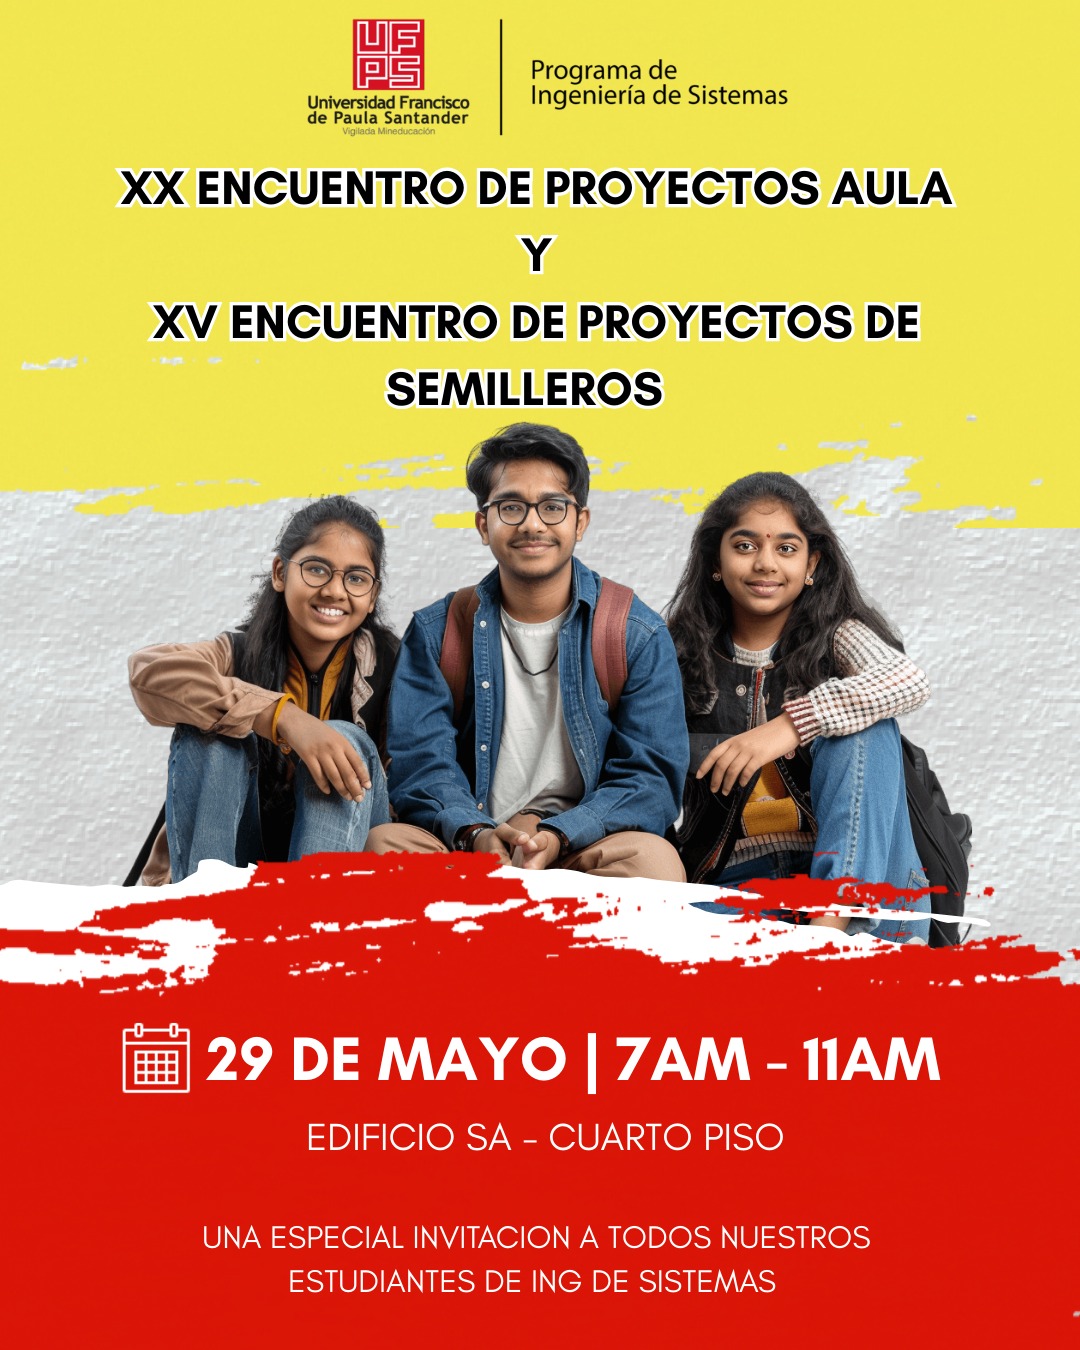 UF
PS
Universidad Francisco
de Paula Santander
Vigilada Mineducación
Programa de
Ingeniería de Sistemas
XX ENCUENTRO DE PROYECTOS AULA
Y
XV ENCUENTRO DE PROYECTOS DE
SEMILLEROS
29 DE MAYO | 7AM - 11AM
EDIFICIO SA - CUARTO PISO
UNA ESPECIAL INVITACION A TODOS NUESTROS
ESTUDIANTES DE ING DE SISTEMAS